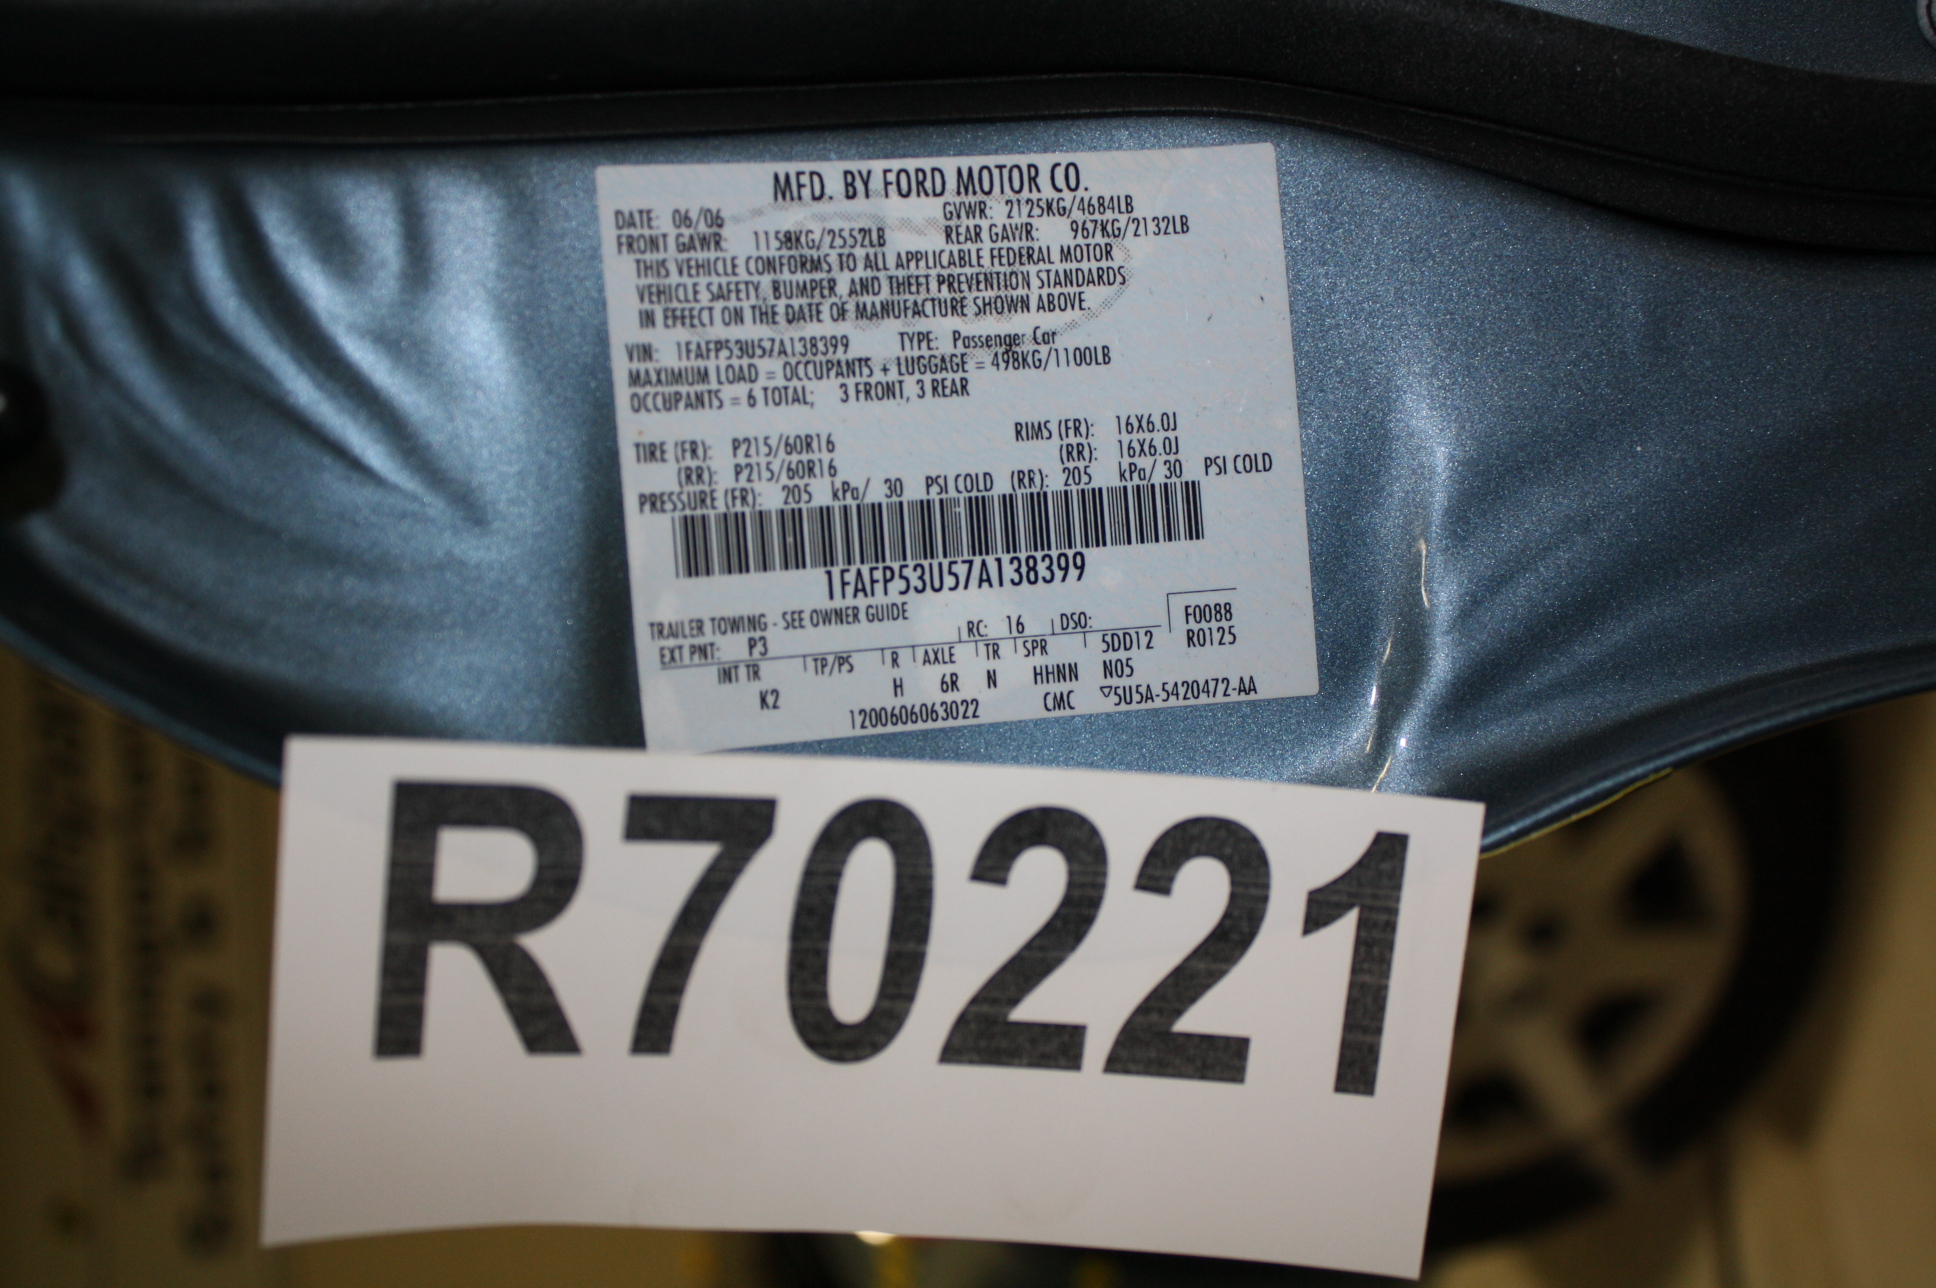 MFD. BY FORD MOTOR CO.
DATE: 06/06 GVWR: 2125KG/4684LB
FRONT GAWR: 1158KG/2552LB REAR GAWR: 967KG/2132LB
THIS VEHICLE CONFORMS TO ALL APPLICABLE FEDERAL MOTOR
VEHICLE SAFETY, BUMPER, AND THEFT PREVENTION STANDARDS
IN EFFECT ON THE DATE OF MANUFACTURE SHOWN ABOVE.
VIN: 1FAFP53U57A138399 TYPE: Passenger Car
MAXIMUM LOAD = OCCUPANTS + LUGGAGE = 498KG/1100LB
OCCUPANTS = 6 TOTAL; 3 FRONT, 3 REAR
TIRE (FR): P215/60R16 RIMS (FR): 16X6.0J
(RR): P215/60R16 (RR): 16X6.0J
PRESSURE (FR): 205 kPa/ 30 PSI COLD (RR): 205 kPa/ 30 PSI COLD
1FAFP53U57A138399
TRAILER TOWING - SEE OWNER GUIDE
EXT PNT: P3 RC: 16 DSO: F0088
INT TR TP/PS R AXLE TR SPR 5DD12 R0125
K2 H 6R N HHNN N05
1200606063022 CMC ▽5U5A-5420472-AA
R70221